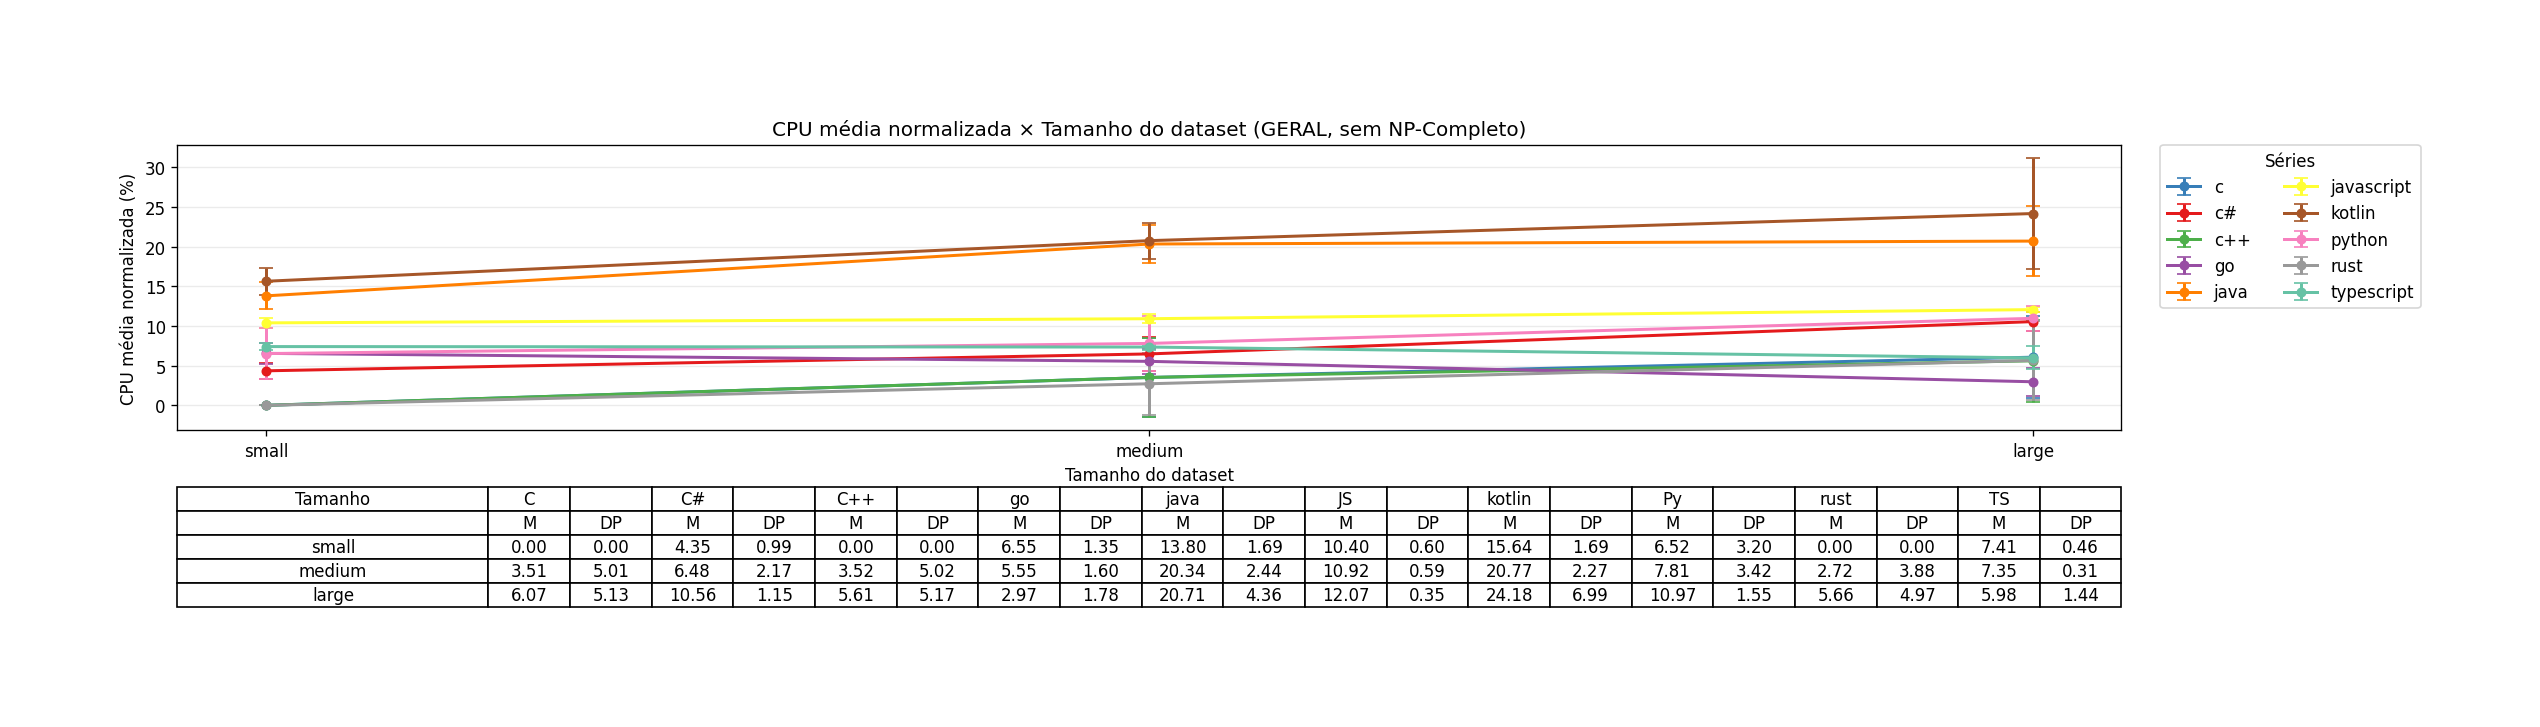 CPU média normalizada × Tamanho do dataset (GERAL, sem NP-Completo)
CPU média normalizada (%)
30
25
20
15
10
5
0
small medium large
Tamanho do dataset
Séries
c javascript
c# kotlin
c++ python
go rust
java typescript
Tamanho C C# C++ go java JS kotlin Py rust TS
M DP M DP M DP M DP M DP M DP M DP M DP M DP M DP
small 0.00 0.00 4.35 0.99 0.00 0.00 6.55 1.35 13.80 1.69 10.40 0.60 15.64 1.69 6.52 3.20 0.00 0.00 7.41 0.46
medium 3.51 5.01 6.48 2.17 3.52 5.02 5.55 1.60 20.34 2.44 10.92 0.59 20.77 2.27 7.81 3.42 2.72 3.88 7.35 0.31
large 6.07 5.13 10.56 1.15 5.61 5.17 2.97 1.78 20.71 4.36 12.07 0.35 24.18 6.99 10.97 1.55 5.66 4.97 5.98 1.44